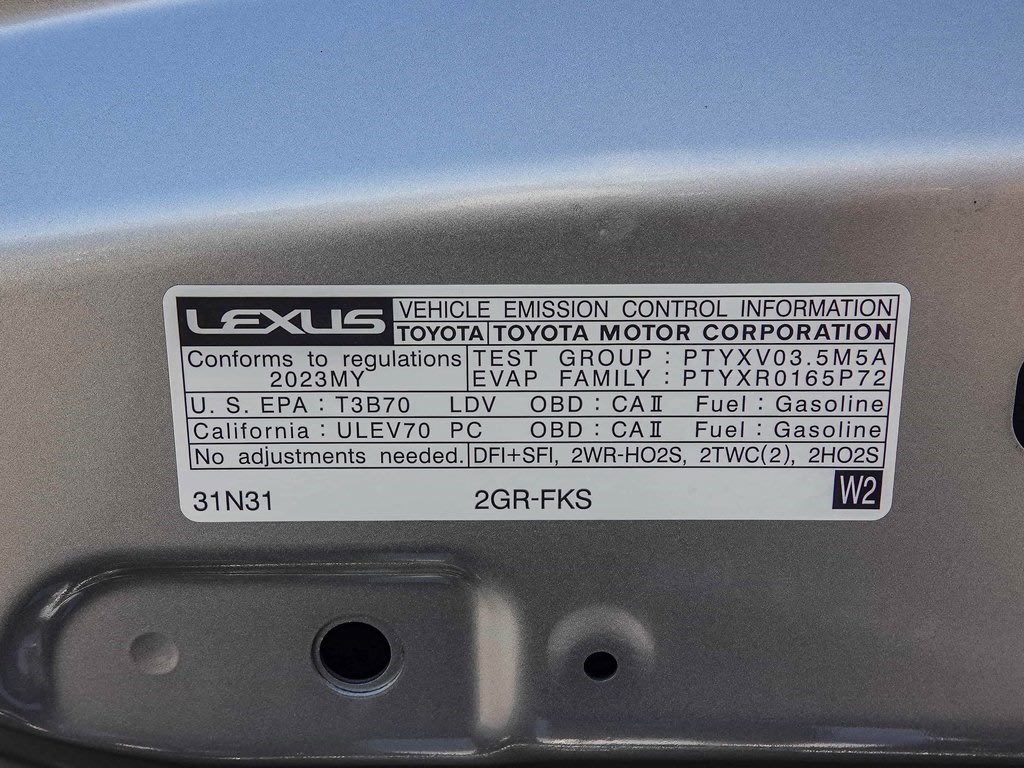 LEXUS VEHICLE EMISSION CONTROL INFORMATION
TOYOTA TOYOTA MOTOR CORPORATION
Conforms to regulations TEST GROUP : PTYXV03.5M5A
2023MY EVAP FAMILY : PTYXR0165P72
U. S. EPA : T3B70 LDV OBD : CAⅡ Fuel : Gasoline
California : ULEV70 PC OBD : CAⅡ Fuel : Gasoline
No adjustments needed. DFI+SFI, 2WR-HO2S, 2TWC(2), 2HO2S
31N31 2GR-FKS W2